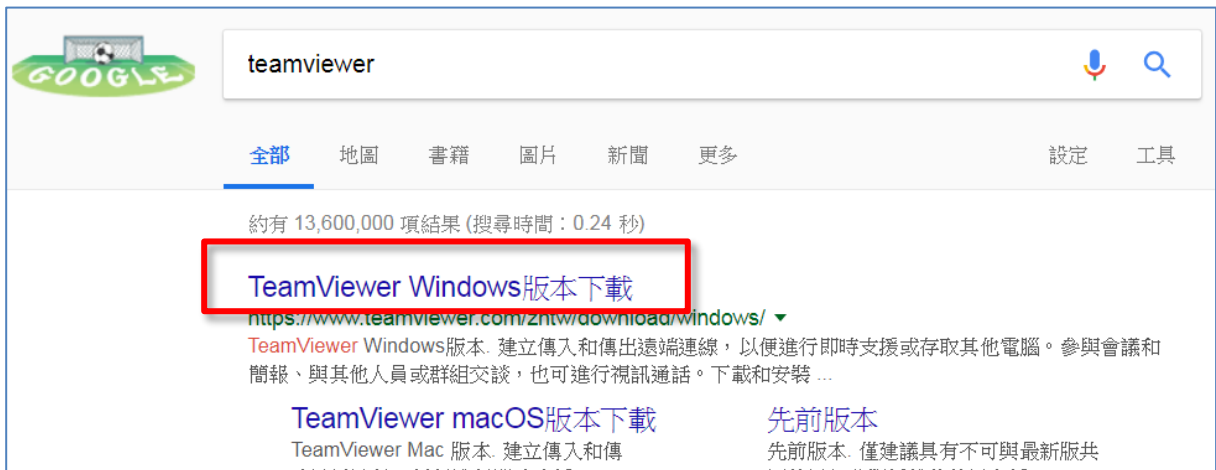 GOOGLE
teamviewer
全部 地圖 書籍 圖片 新聞 更多 設定 工具
約有 13,600,000 項結果 (搜尋時間：0.24 秒)
TeamViewer Windows版本下載
https://www.teamviewer.com/zhtw/download/windows/
TeamViewer Windows版本. 建立傳入和傳出遠端連線，以便進行即時支援或存取其他電腦。參與會議和
簡報、與其他人員或群組交談，也可進行視訊通話。下載和安裝 ...
TeamViewer macOS版本下載 先前版本
TeamViewer Mac 版本. 建立傳入和傳 先前版本. 僅建議具有不可與最新版共